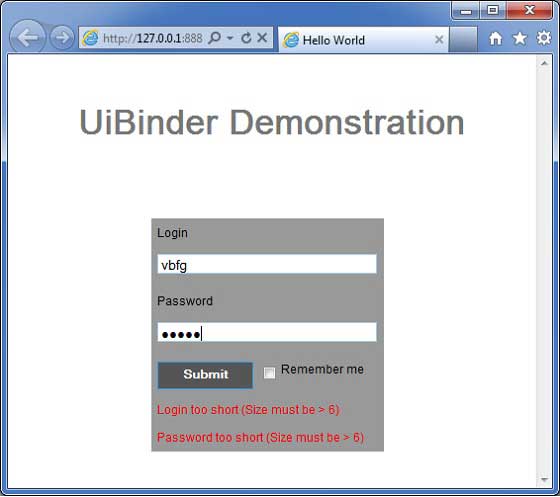 http://127.0.0.1:888
Hello World
UiBinder Demonstration
Login
vbfg
Password
●●●●●
Submit
Remember me
Login too short (Size must be > 6)
Password too short (Size must be > 6)